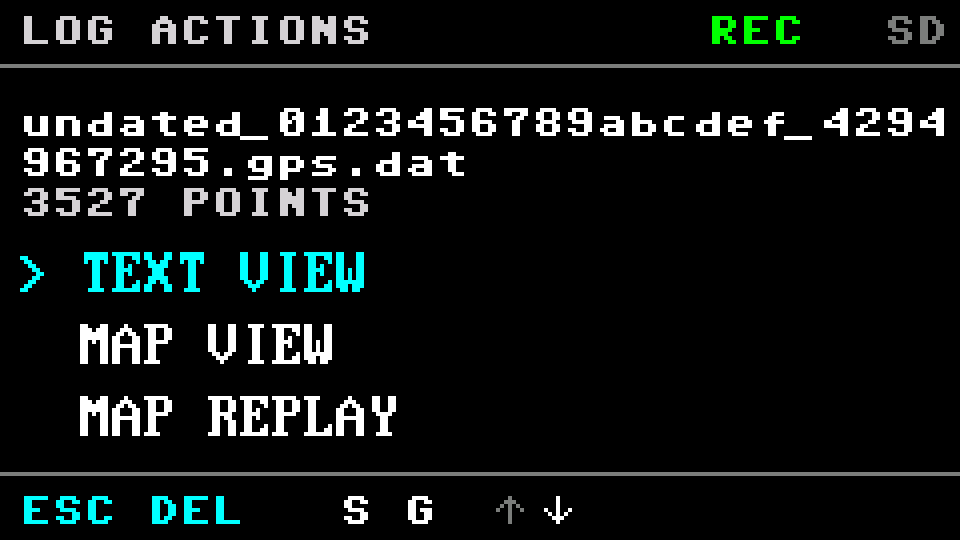 LOG ACTIONS REC SD
undated_0123456789abcdef_4294
967295.gps.dat
3527 POINTS
> TEXT VIEW
MAP VIEW
MAP REPLAY
ESC DEL S G ↑ ↓